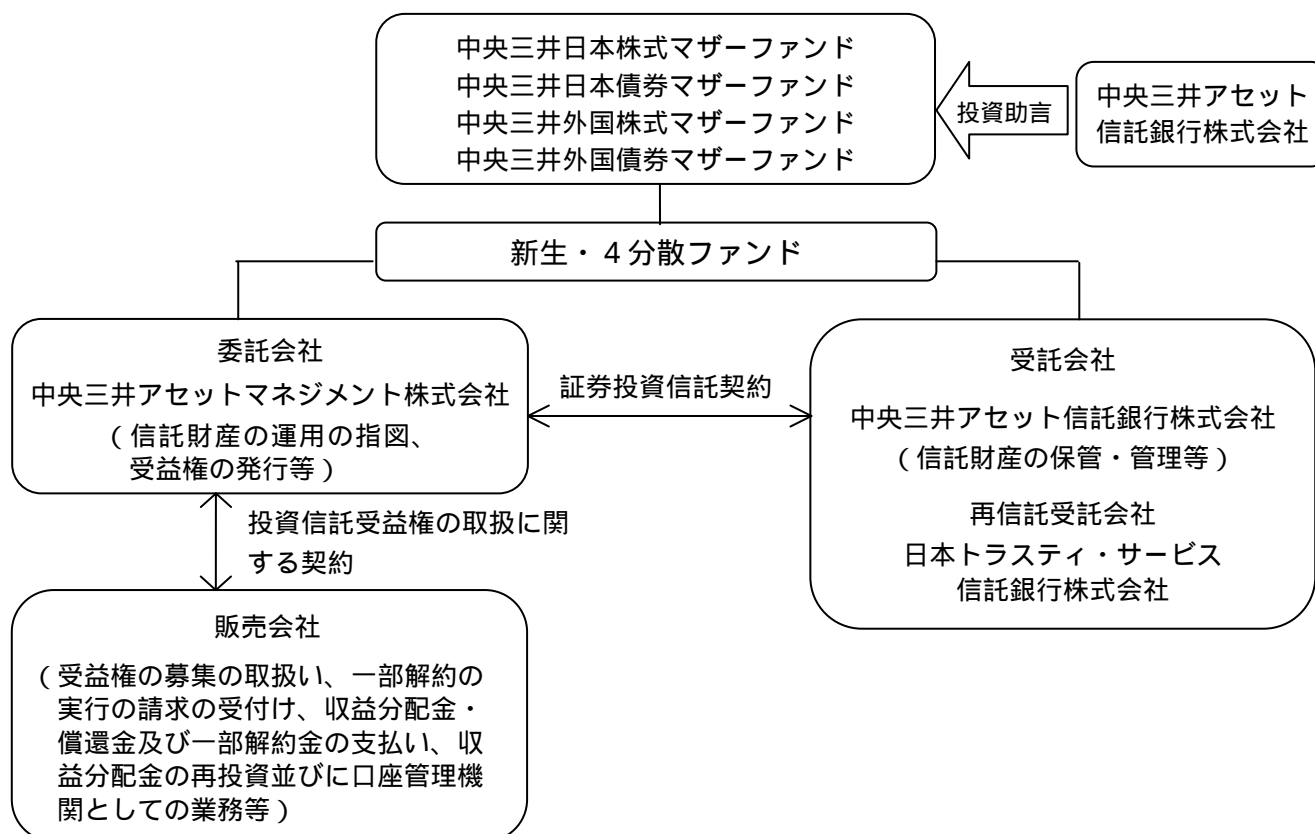 中央三井日本株式マザーファンド
中央三井日本債券マザーファンド
中央三井外国株式マザーファンド
中央三井外国債券マザーファンド
投資助言
中央三井アセット
信託銀行株式会社
新生・４分散ファンド
委託会社
中央三井アセットマネジメント株式会社
（信託財産の運用の指図、
受益権の発行等）
証券投資信託契約
受託会社
中央三井アセット信託銀行株式会社
（信託財産の保管・管理等）
再信託受託会社
日本トラスティ・サービス
信託銀行株式会社
投資信託受益権の取扱に関
する契約
販売会社
（受益権の募集の取扱い、一部解約の
実行の請求の受付け、収益分配金・
償還金及び一部解約金の支払い、収
益分配金の再投資並びに口座管理機
関としての業務等）